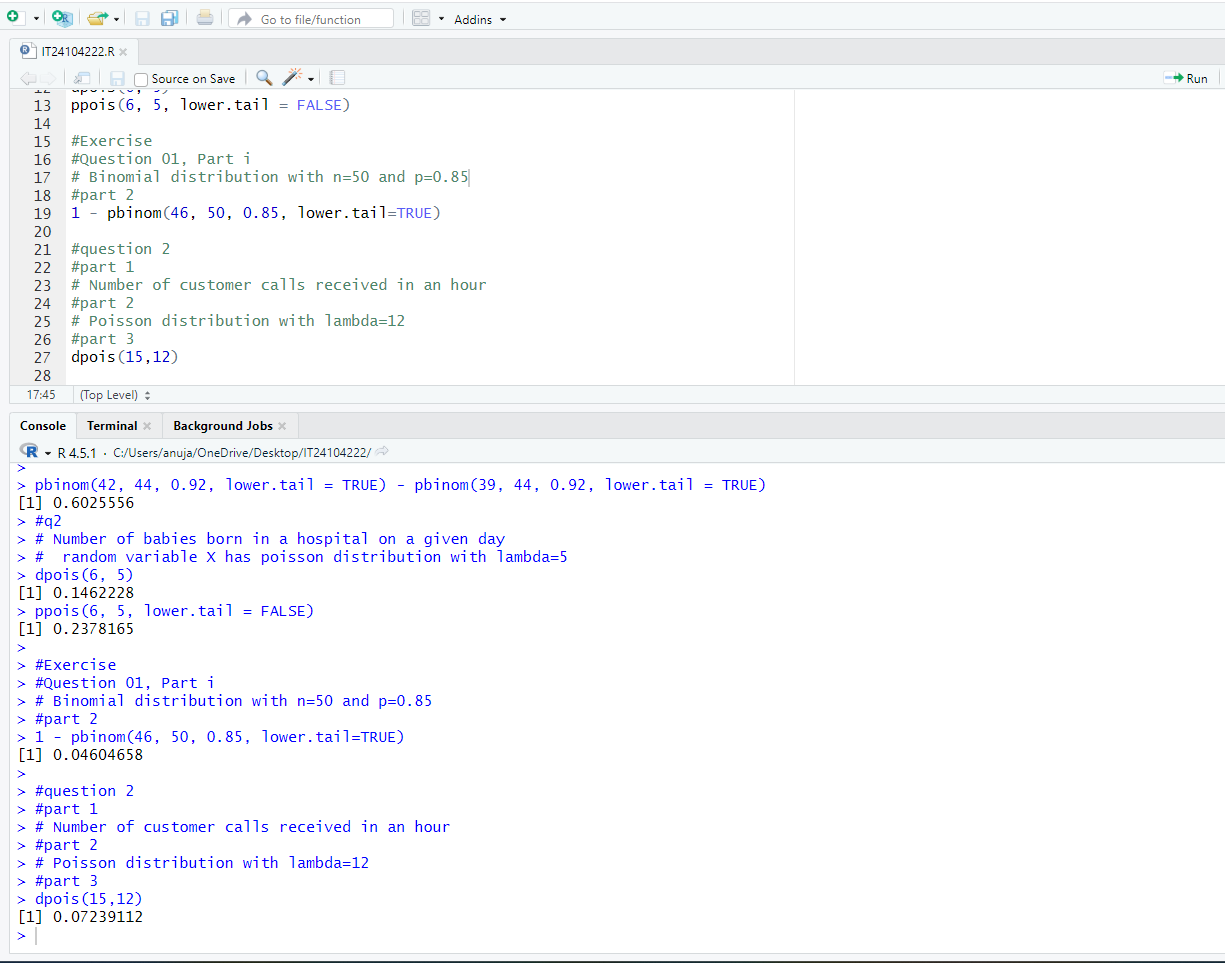 Go to file/function Addins
IT24104222.R
Source on Save Run
12 dpois(6, 5)
13 ppois(6, 5, lower.tail = FALSE)
14
15 #Exercise
16 #Question 01, Part i
17 # Binomial distribution with n=50 and p=0.85
18 #part 2
19 1 - pbinom(46, 50, 0.85, lower.tail=TRUE)
20
21 #question 2
22 #part 1
23 # Number of customer calls received in an hour
24 #part 2
25 # Poisson distribution with lambda=12
26 #part 3
27 dpois(15,12)
28
17:45 (Top Level)
Console Terminal Background Jobs
R R 4.5.1 · C:/Users/anuja/OneDrive/Desktop/IT24104222/
>
> pbinom(42, 44, 0.92, lower.tail = TRUE) - pbinom(39, 44, 0.92, lower.tail = TRUE)
[1] 0.6025556
> #q2
> # Number of babies born in a hospital on a given day
> #  random variable X has poisson distribution with lambda=5
> dpois(6, 5)
[1] 0.1462228
> ppois(6, 5, lower.tail = FALSE)
[1] 0.2378165
>
> #Exercise
> #Question 01, Part i
> # Binomial distribution with n=50 and p=0.85
> #part 2
> 1 - pbinom(46, 50, 0.85, lower.tail=TRUE)
[1] 0.04604658
>
> #question 2
> #part 1
> # Number of customer calls received in an hour
> #part 2
> # Poisson distribution with lambda=12
> #part 3
> dpois(15,12)
[1] 0.07239112
>